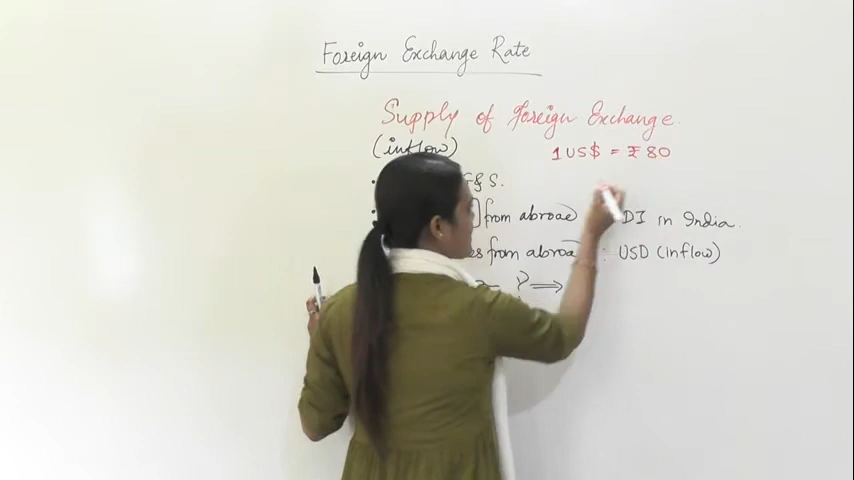 Foreign Exchange Rate
Supply of Foreign Exchange.
(inflow)
1 US$ = ₹ 80
G&S.
from abroad
DI in India.
from abroad : USD (inflow)